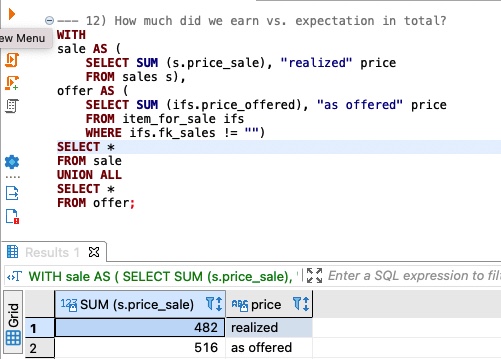 --- 12) How much did we earn vs. expectation in total?
ew Menu
WITH
sale AS (
SELECT SUM (s.price_sale), "realized" price
FROM sales s),
offer AS (
SELECT SUM (ifs.price_offered), "as offered" price
FROM item_for_sale ifs
WHERE ifs.fk_sales != "")
SELECT *
FROM sale
UNION ALL
SELECT *
FROM offer;
Results 1
WITH sale AS ( SELECT SUM (s.price_sale), ' Enter a SQL expression to filt
Grid
123 SUM (s.price_sale) ABC price
1 482 realized
2 516 as offered